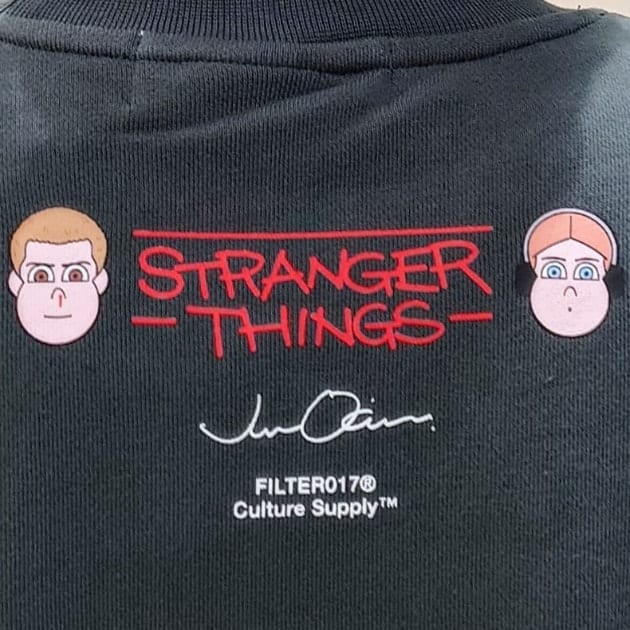 STRANGER
THINGS
FILTER017®
Culture Supply™